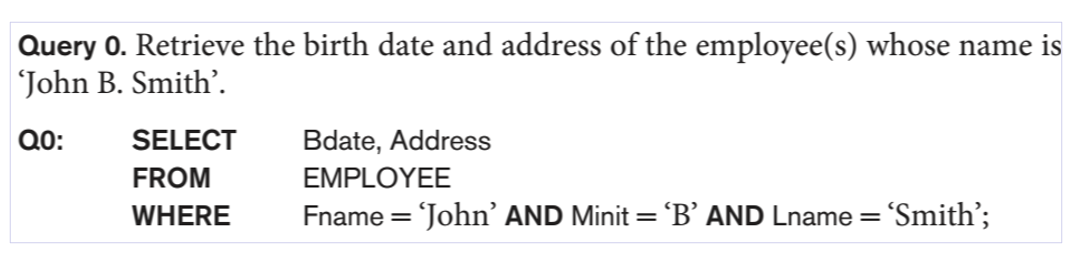 Query 0. Retrieve the birth date and address of the employee(s) whose name is
‘John B. Smith’.
Q0: SELECT Bdate, Address
FROM EMPLOYEE
WHERE Fname = ‘John’ AND Minit = ‘B’ AND Lname = ‘Smith’;